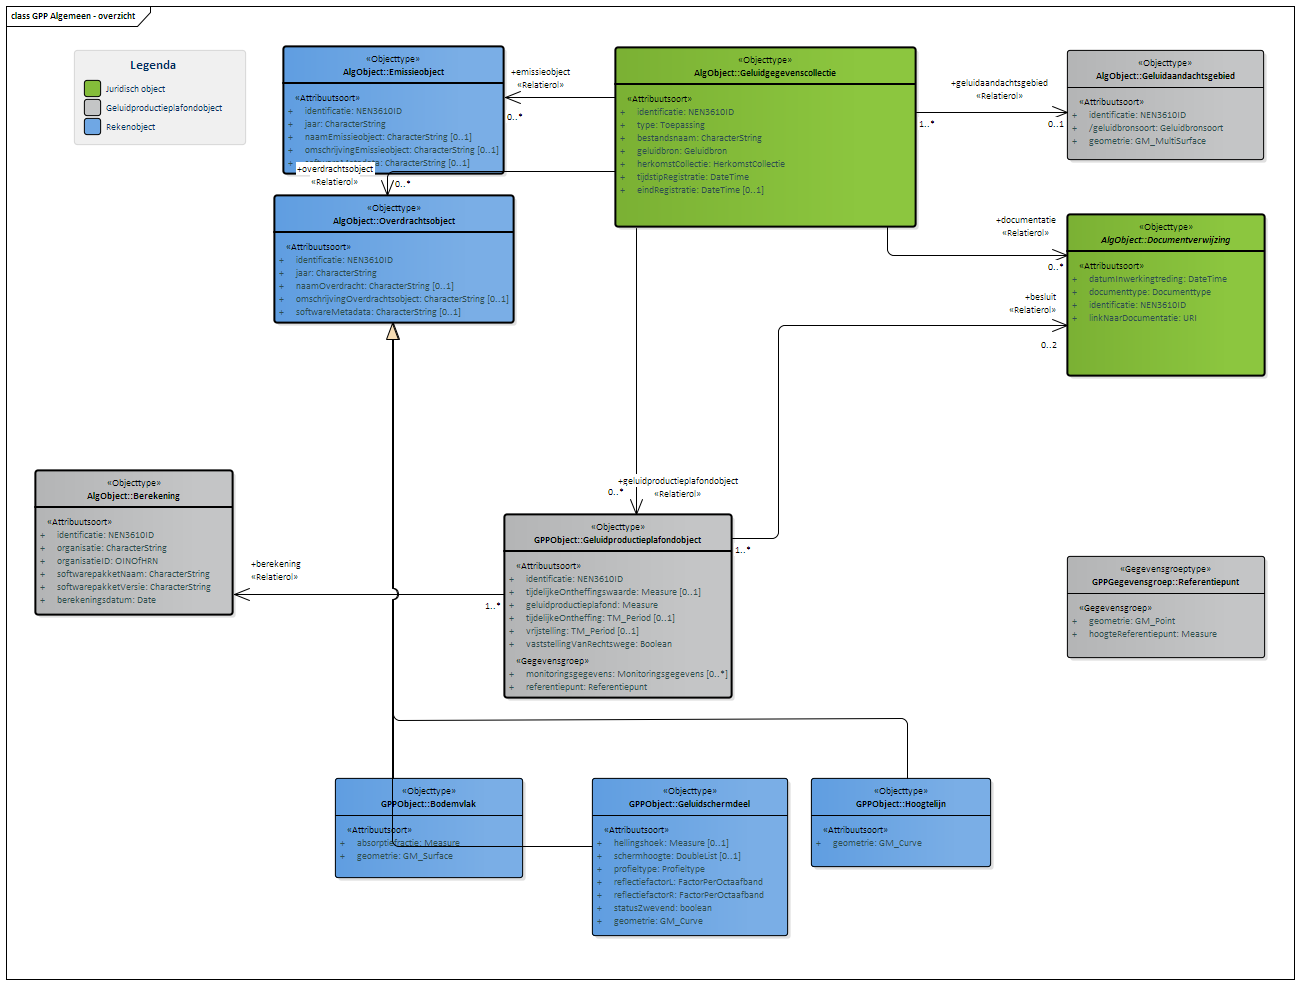 class GPP Algemeen - overzicht
Legenda
Juridisch object
Geluidproductieplafondobject
Rekenobject
«Objecttype»
AlgObject::Emissieobject
«Attribuutsoort»
+ identificatie: NEN3610ID
+ jaar: CharacterString
+ naamEmissieobject: CharacterString [0..1]
+ omschrijvingEmissieobject: CharacterString [0..1]
+ softwareMetadata: CharacterString [0..1]
+emissieobject
«Relatierol»
0..*
+overdrachtsobject
«Relatierol»
0..*
«Objecttype»
AlgObject::Geluidgegevenscollectie
«Attribuutsoort»
+ identificatie: NEN3610ID
+ type: Toepassing
+ bestandsnaam: CharacterString
+ geluidbron: Geluidbron
+ herkomstCollectie: HerkomstCollectie
+ tijdstipRegistratie: DateTime
+ eindRegistratie: DateTime [0..1]
+geluidaandachtsgebied
«Relatierol»
1..*
0..1
«Objecttype»
AlgObject::Geluidaandachtsgebied
«Attribuutsoort»
+ identificatie: NEN3610ID
+ /geluidbronsoort: Geluidbronsoort
+ geometrie: GM_MultiSurface
«Objecttype»
AlgObject::Overdrachtsobject
«Attribuutsoort»
+ identificatie: NEN3610ID
+ jaar: CharacterString
+ naamOverdracht: CharacterString [0..1]
+ omschrijvingOverdrachtsobject: CharacterString [0..1]
+ softwareMetadata: CharacterString [0..1]
+documentatie
«Relatierol»
0..*
+besluit
«Relatierol»
0..2
«Objecttype»
AlgObject::Documentverwijzing
«Attribuutsoort»
+ datumInwerkingtreding: DateTime
+ documenttype: Documenttype
+ identificatie: NEN3610ID
+ linkNaarDocumentatie: URI
+geluidproductieplafondobject
0..*
«Relatierol»
«Objecttype»
AlgObject::Berekening
«Attribuutsoort»
+ identificatie: NEN3610ID
+ organisatie: CharacterString
+ organisatieID: OINOfHRN
+ softwarepakketNaam: CharacterString
+ softwarepakketVersie: CharacterString
+ berekeningsdatum: Date
+berekening
«Relatierol»
1..*
«Objecttype»
GPPObject::Geluidproductieplafondobject
«Attribuutsoort»
+ identificatie: NEN3610ID
+ tijdelijkeOntheffingswaarde: Measure [0..1]
+ geluidproductieplafond: Measure
+ tijdelijkeOntheffing: TM_Period [0..1]
+ vrijstelling: TM_Period [0..1]
+ vaststellingVanRechtswege: Boolean
«Gegevensgroep»
+ monitoringsgegevens: Monitoringsgegevens [0..*]
+ referentiepunt: Referentiepunt
1..*
«Gegevensgroeptype»
GPPGegevensgroep::Referentiepunt
«Gegevensgroep»
+ geometrie: GM_Point
+ hoogteReferentiepunt: Measure
«Objecttype»
GPPObject::Bodemvlak
«Attribuutsoort»
+ absorptiefractie: Measure
+ geometrie: GM_Surface
«Objecttype»
GPPObject::Geluidschermdeel
«Attribuutsoort»
+ hellingshoek: Measure [0..1]
+ schermhoogte: DoubleList [0..1]
+ profieltype: Profieltype
+ reflectiefactorL: FactorPerOctaafband
+ reflectiefactorR: FactorPerOctaafband
+ statusZwevend: boolean
+ geometrie: GM_Curve
«Objecttype»
GPPObject::Hoogtelijn
«Attribuutsoort»
+ geometrie: GM_Curve